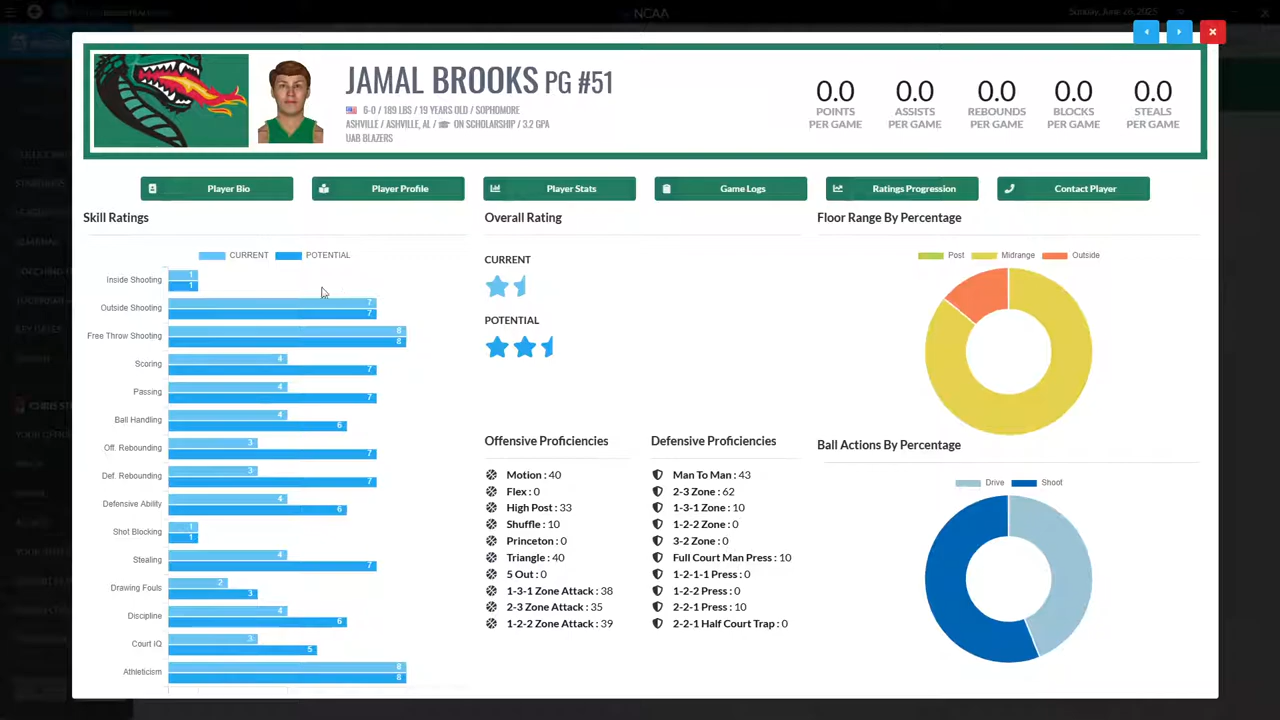 NCAA
Sunday, June 26, 2025
JAMAL BROOKS PG #51
6-0 / 189 LBS / 19 YEARS OLD / SOPHOMORE
ASHVILLE / ASHVILLE, AL / ON SCHOLARSHIP / 3.2 GPA
UAB BLAZERS
0.0 0.0 0.0 0.0 0.0
POINTS ASSISTS REBOUNDS BLOCKS STEALS
PER GAME PER GAME PER GAME PER GAME PER GAME
Player Bio Player Profile Player Stats Game Logs Ratings Progression Contact Player
Skill Ratings
CURRENT POTENTIAL
Inside Shooting 1 1
Outside Shooting 7 7
Free Throw Shooting 8 8
Scoring 4 7
Passing 4 7
Ball Handling 4 6
Off. Rebounding 3 7
Def. Rebounding 3 7
Defensive Ability 4 6
Shot Blocking 1 1
Stealing 4 7
Drawing Fouls 2 3
Discipline 4 6
Court IQ 3 5
Athleticism 8 8
Overall Rating
CURRENT
POTENTIAL
Offensive Proficiencies
Motion : 40
Flex : 0
High Post : 33
Shuffle : 10
Princeton : 0
Triangle : 40
5 Out : 0
1-3-1 Zone Attack : 38
2-3 Zone Attack : 35
1-2-2 Zone Attack : 39
Defensive Proficiencies
Man To Man : 43
2-3 Zone : 62
1-3-1 Zone : 10
1-2-2 Zone : 0
3-2 Zone : 0
Full Court Man Press : 10
1-2-1-1 Press : 0
1-2-2 Press : 0
2-2-1 Press : 10
2-2-1 Half Court Trap : 0
Floor Range By Percentage
Post Midrange Outside
Ball Actions By Percentage
Drive Shoot